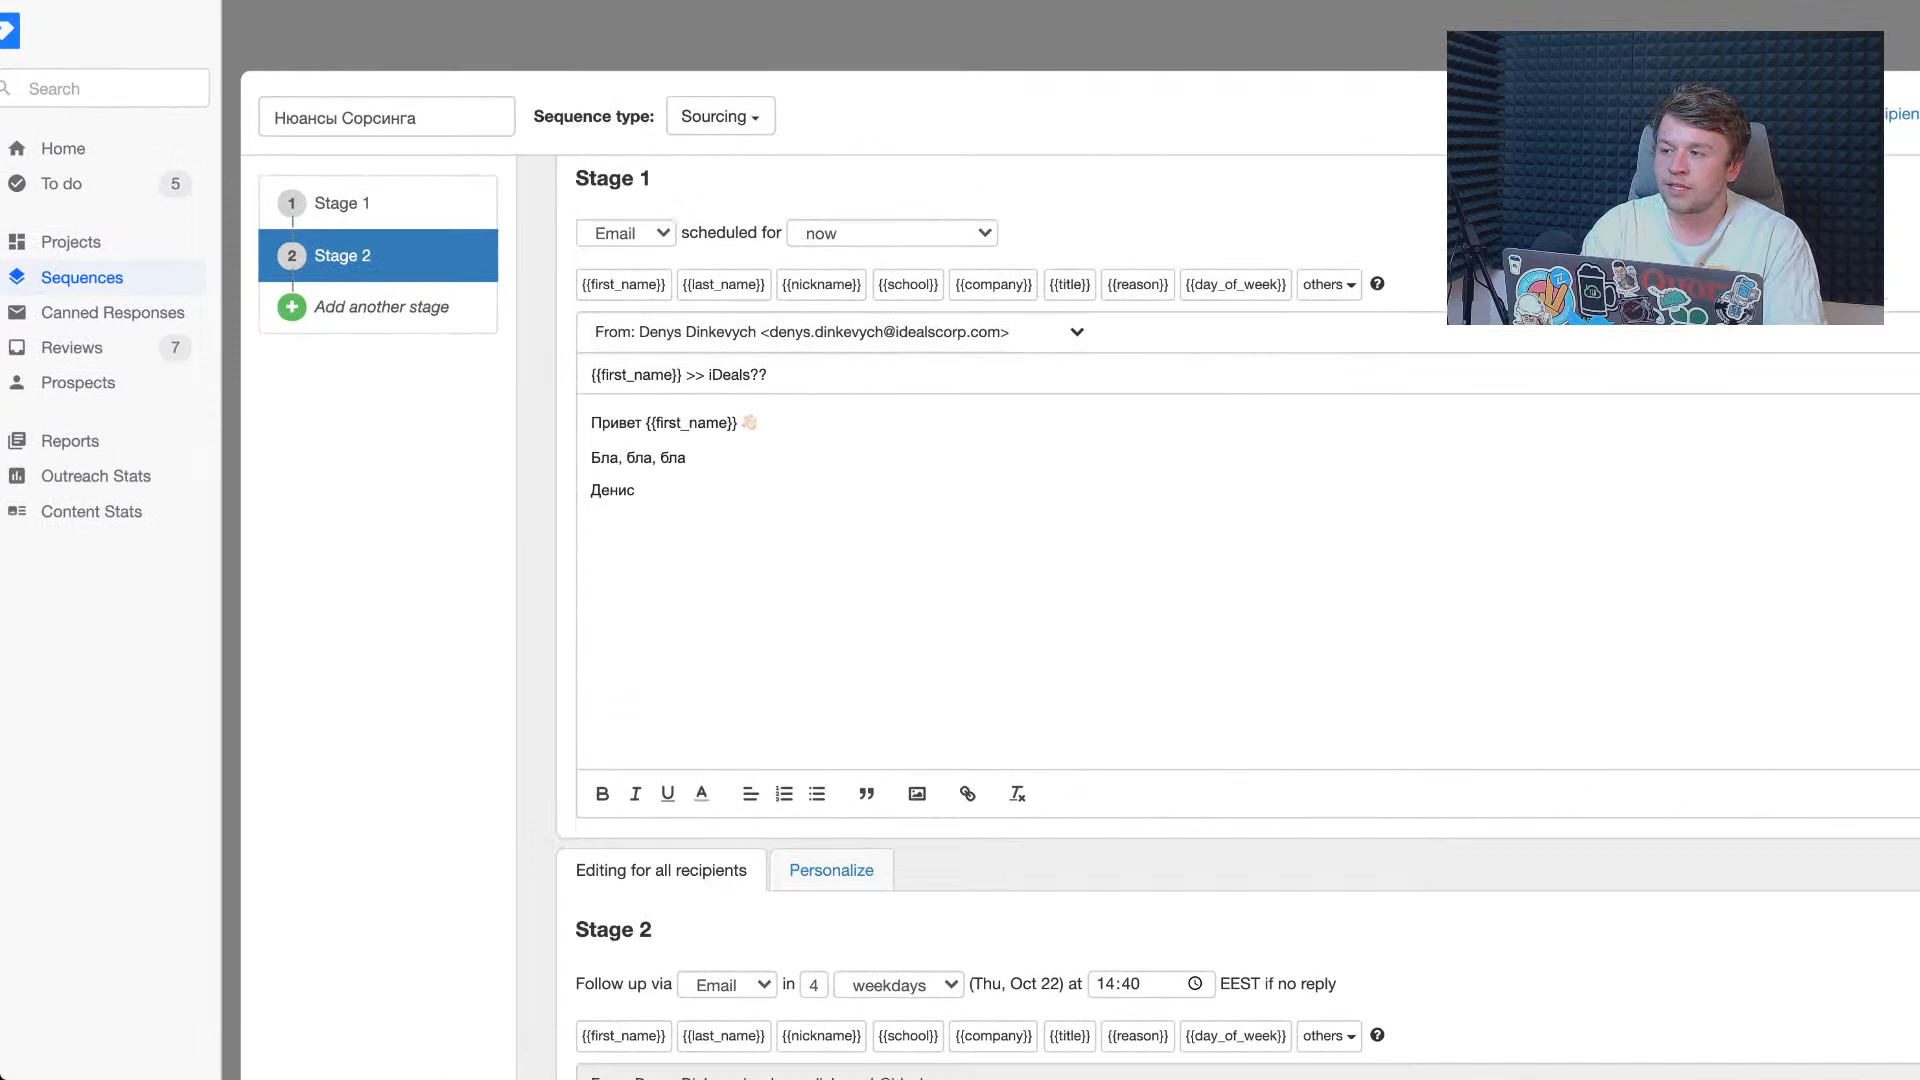 Search
Home
To do 5
Projects
Sequences
Canned Responses
Reviews 7
Prospects
Reports
Outreach Stats
Content Stats
Нюансы Сорсинга
Sequence type: Sourcing
1 Stage 1
2 Stage 2
Add another stage
Stage 1
Email scheduled for now
{{first_name}} {{last_name}} {{nickname}} {{school}} {{company}} {{title}} {{reason}} {{day_of_week}} others
From: Denys Dinkevych <denys.dinkevych@idealscorp.com>
{{first_name}} >> iDeals??
Привет {{first_name}} 👋🏻
Бла, бла, бла
Денис
B I U A
Editing for all recipients Personalize
Stage 2
Follow up via Email in 4 weekdays (Thu, Oct 22) at 14:40 EEST if no reply
{{first_name}} {{last_name}} {{nickname}} {{school}} {{company}} {{title}} {{reason}} {{day_of_week}} others